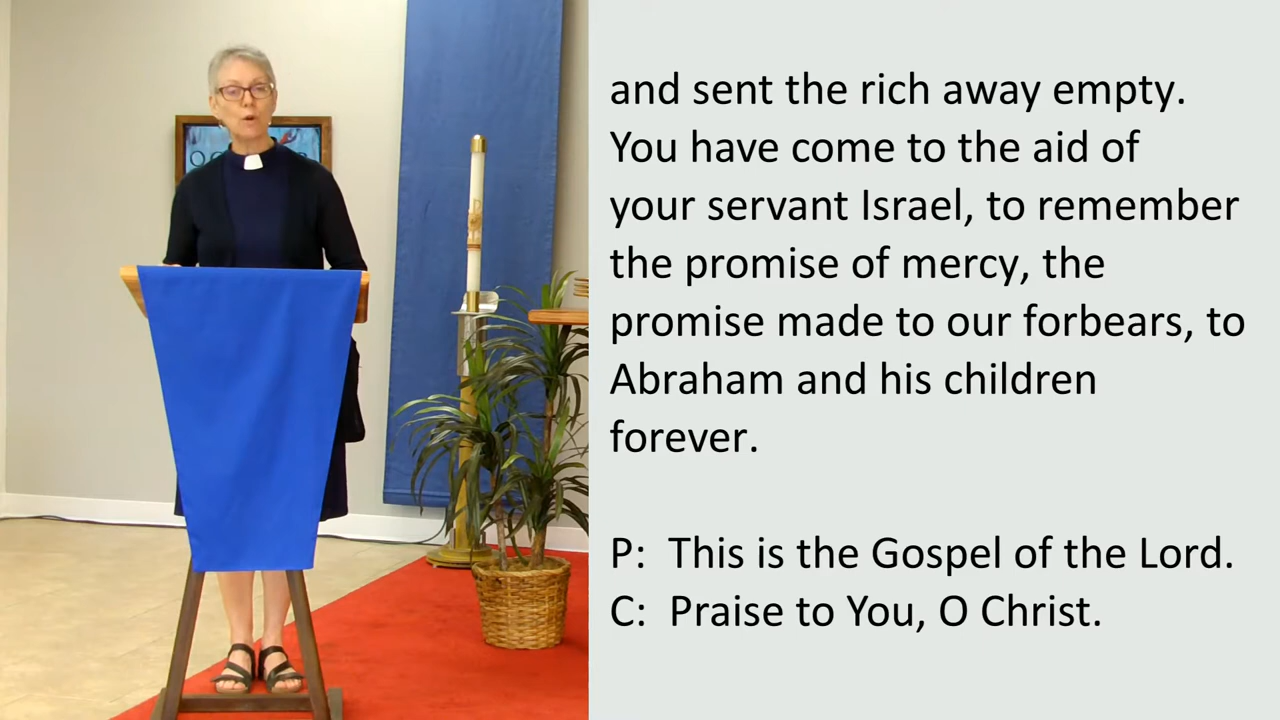 and sent the rich away empty.
You have come to the aid of
your servant Israel, to remember
the promise of mercy, the
promise made to our forbears, to
Abraham and his children
forever.
P: This is the Gospel of the Lord.
C: Praise to You, O Christ.